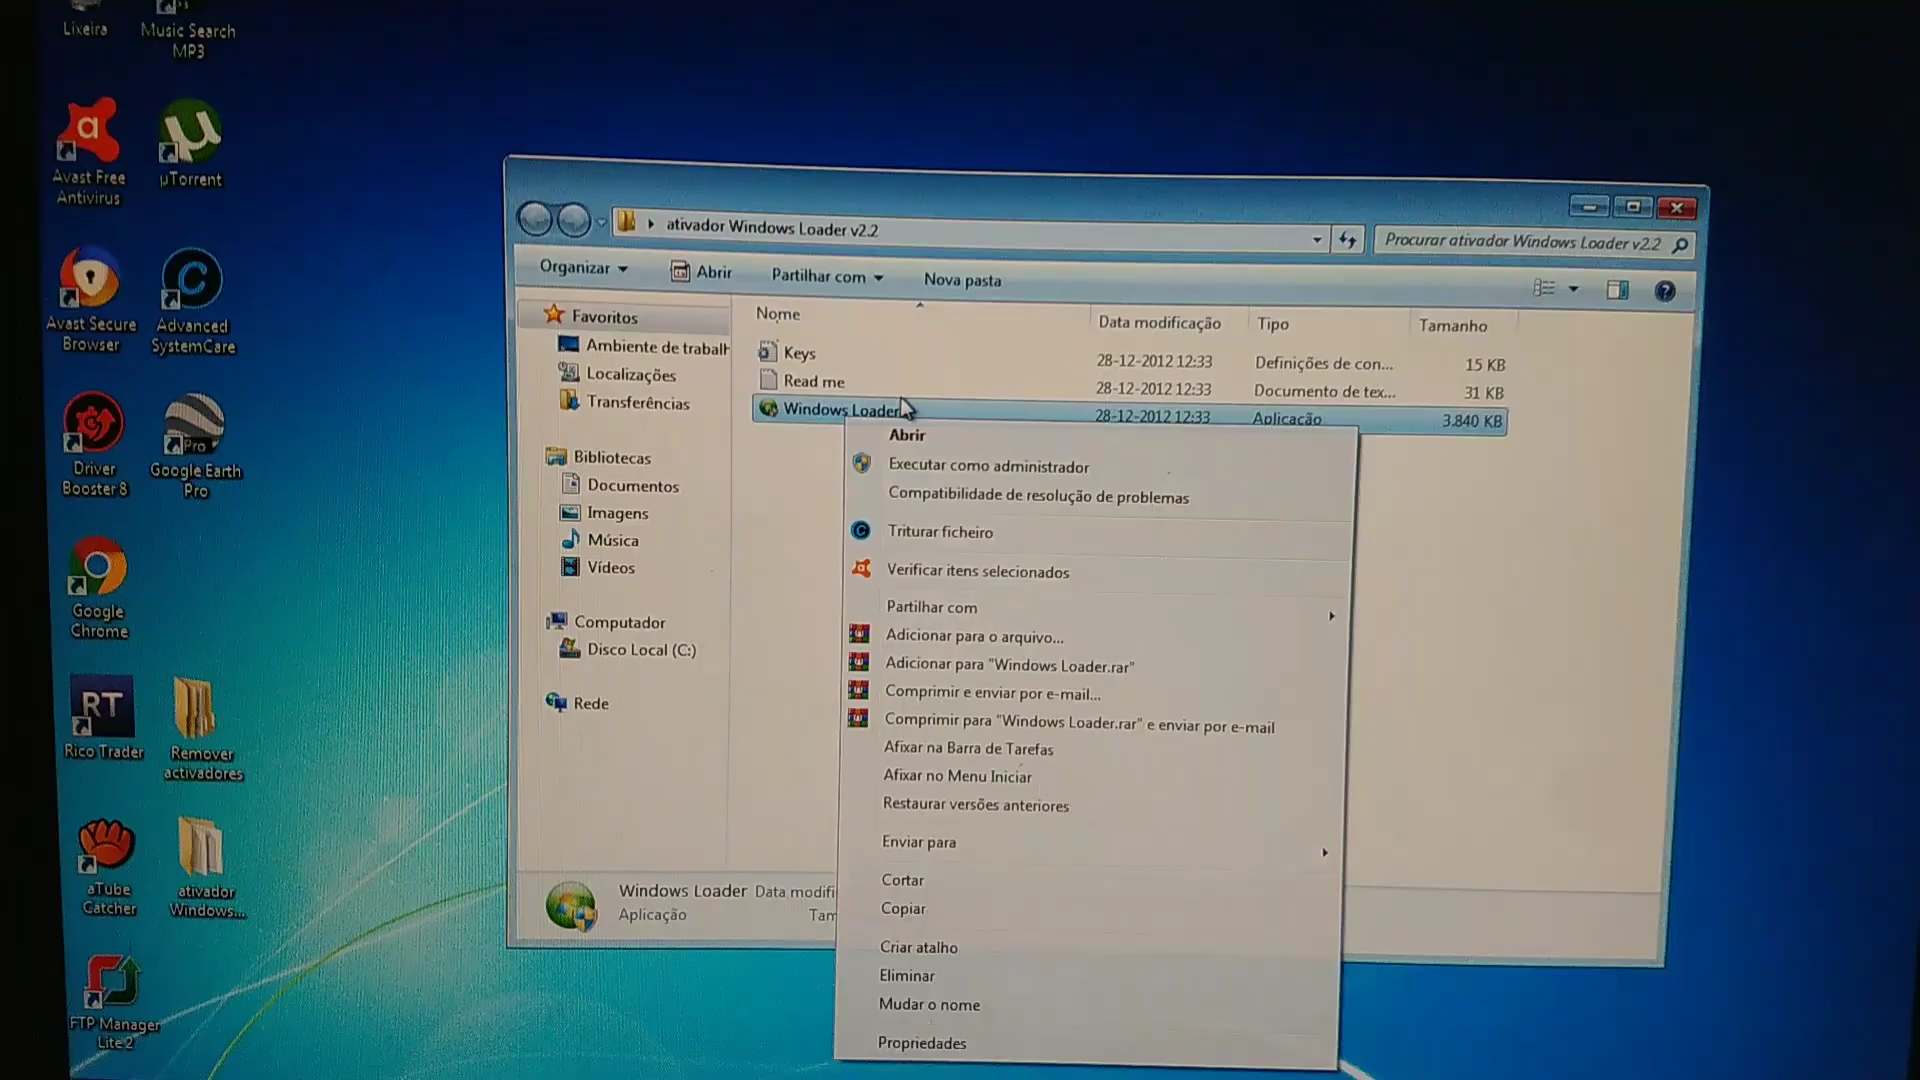 Lixeira
Music Search
MP3
Avast Free
Antivirus
µTorrent
Avast Secure
Browser
Advanced
SystemCare
Driver
Booster 8
Google Earth
Pro
Google
Chrome
RT
Rico Trader
Remover
activadores
aTube
Catcher
ativador
Windows...
FTP Manager
Lite 2
ativador Windows Loader v2.2
Procurar ativador Windows Loader v2.2
Organizar
Abrir
Partilhar com
Nova pasta
Favoritos
Ambiente de trabalh
Localizações
Transferências
Bibliotecas
Documentos
Imagens
Música
Vídeos
Computador
Disco Local (C:)
Rede
Nome
Data modificação
Tipo
Tamanho
Keys
28-12-2012 12:33
Definições de con...
15 KB
Read me
28-12-2012 12:33
Documento de tex...
31 KB
Windows Loader
28-12-2012 12:33
Aplicação
3.840 KB
Abrir
Executar como administrador
Compatibilidade de resolução de problemas
Triturar ficheiro
Verificar itens selecionados
Partilhar com
Adicionar para o arquivo...
Adicionar para "Windows Loader.rar"
Comprimir e enviar por e-mail...
Comprimir para "Windows Loader.rar" e enviar por e-mail
Afixar na Barra de Tarefas
Afixar no Menu Iniciar
Restaurar versões anteriores
Enviar para
Cortar
Copiar
Criar atalho
Eliminar
Mudar o nome
Propriedades
Windows Loader Data modifi
Aplicação Tam